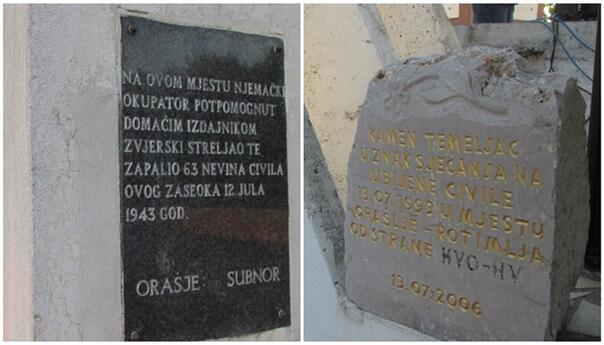 NA OVOM MJESTU NJEMAČKI
OKUPATOR POTPOMOGNUT
DOMAĆIM IZDAJNIKOM
ZVJERSKI STRELJAO TE
ZAPALIO 63 NEVINA CIVILA
OVOG ZASEOKA 12. JULA
1943 GOD.
ORAŠJE: SUBNOR
KAMEN TEMELJAC
U ZNAK SJEĆANJA NA
UBIJENE CIVILE
13.07.1993 U MJESTU
ORAŠLJE-ROTIMLJA
OD STRANE HVO-HV
13.07.2006